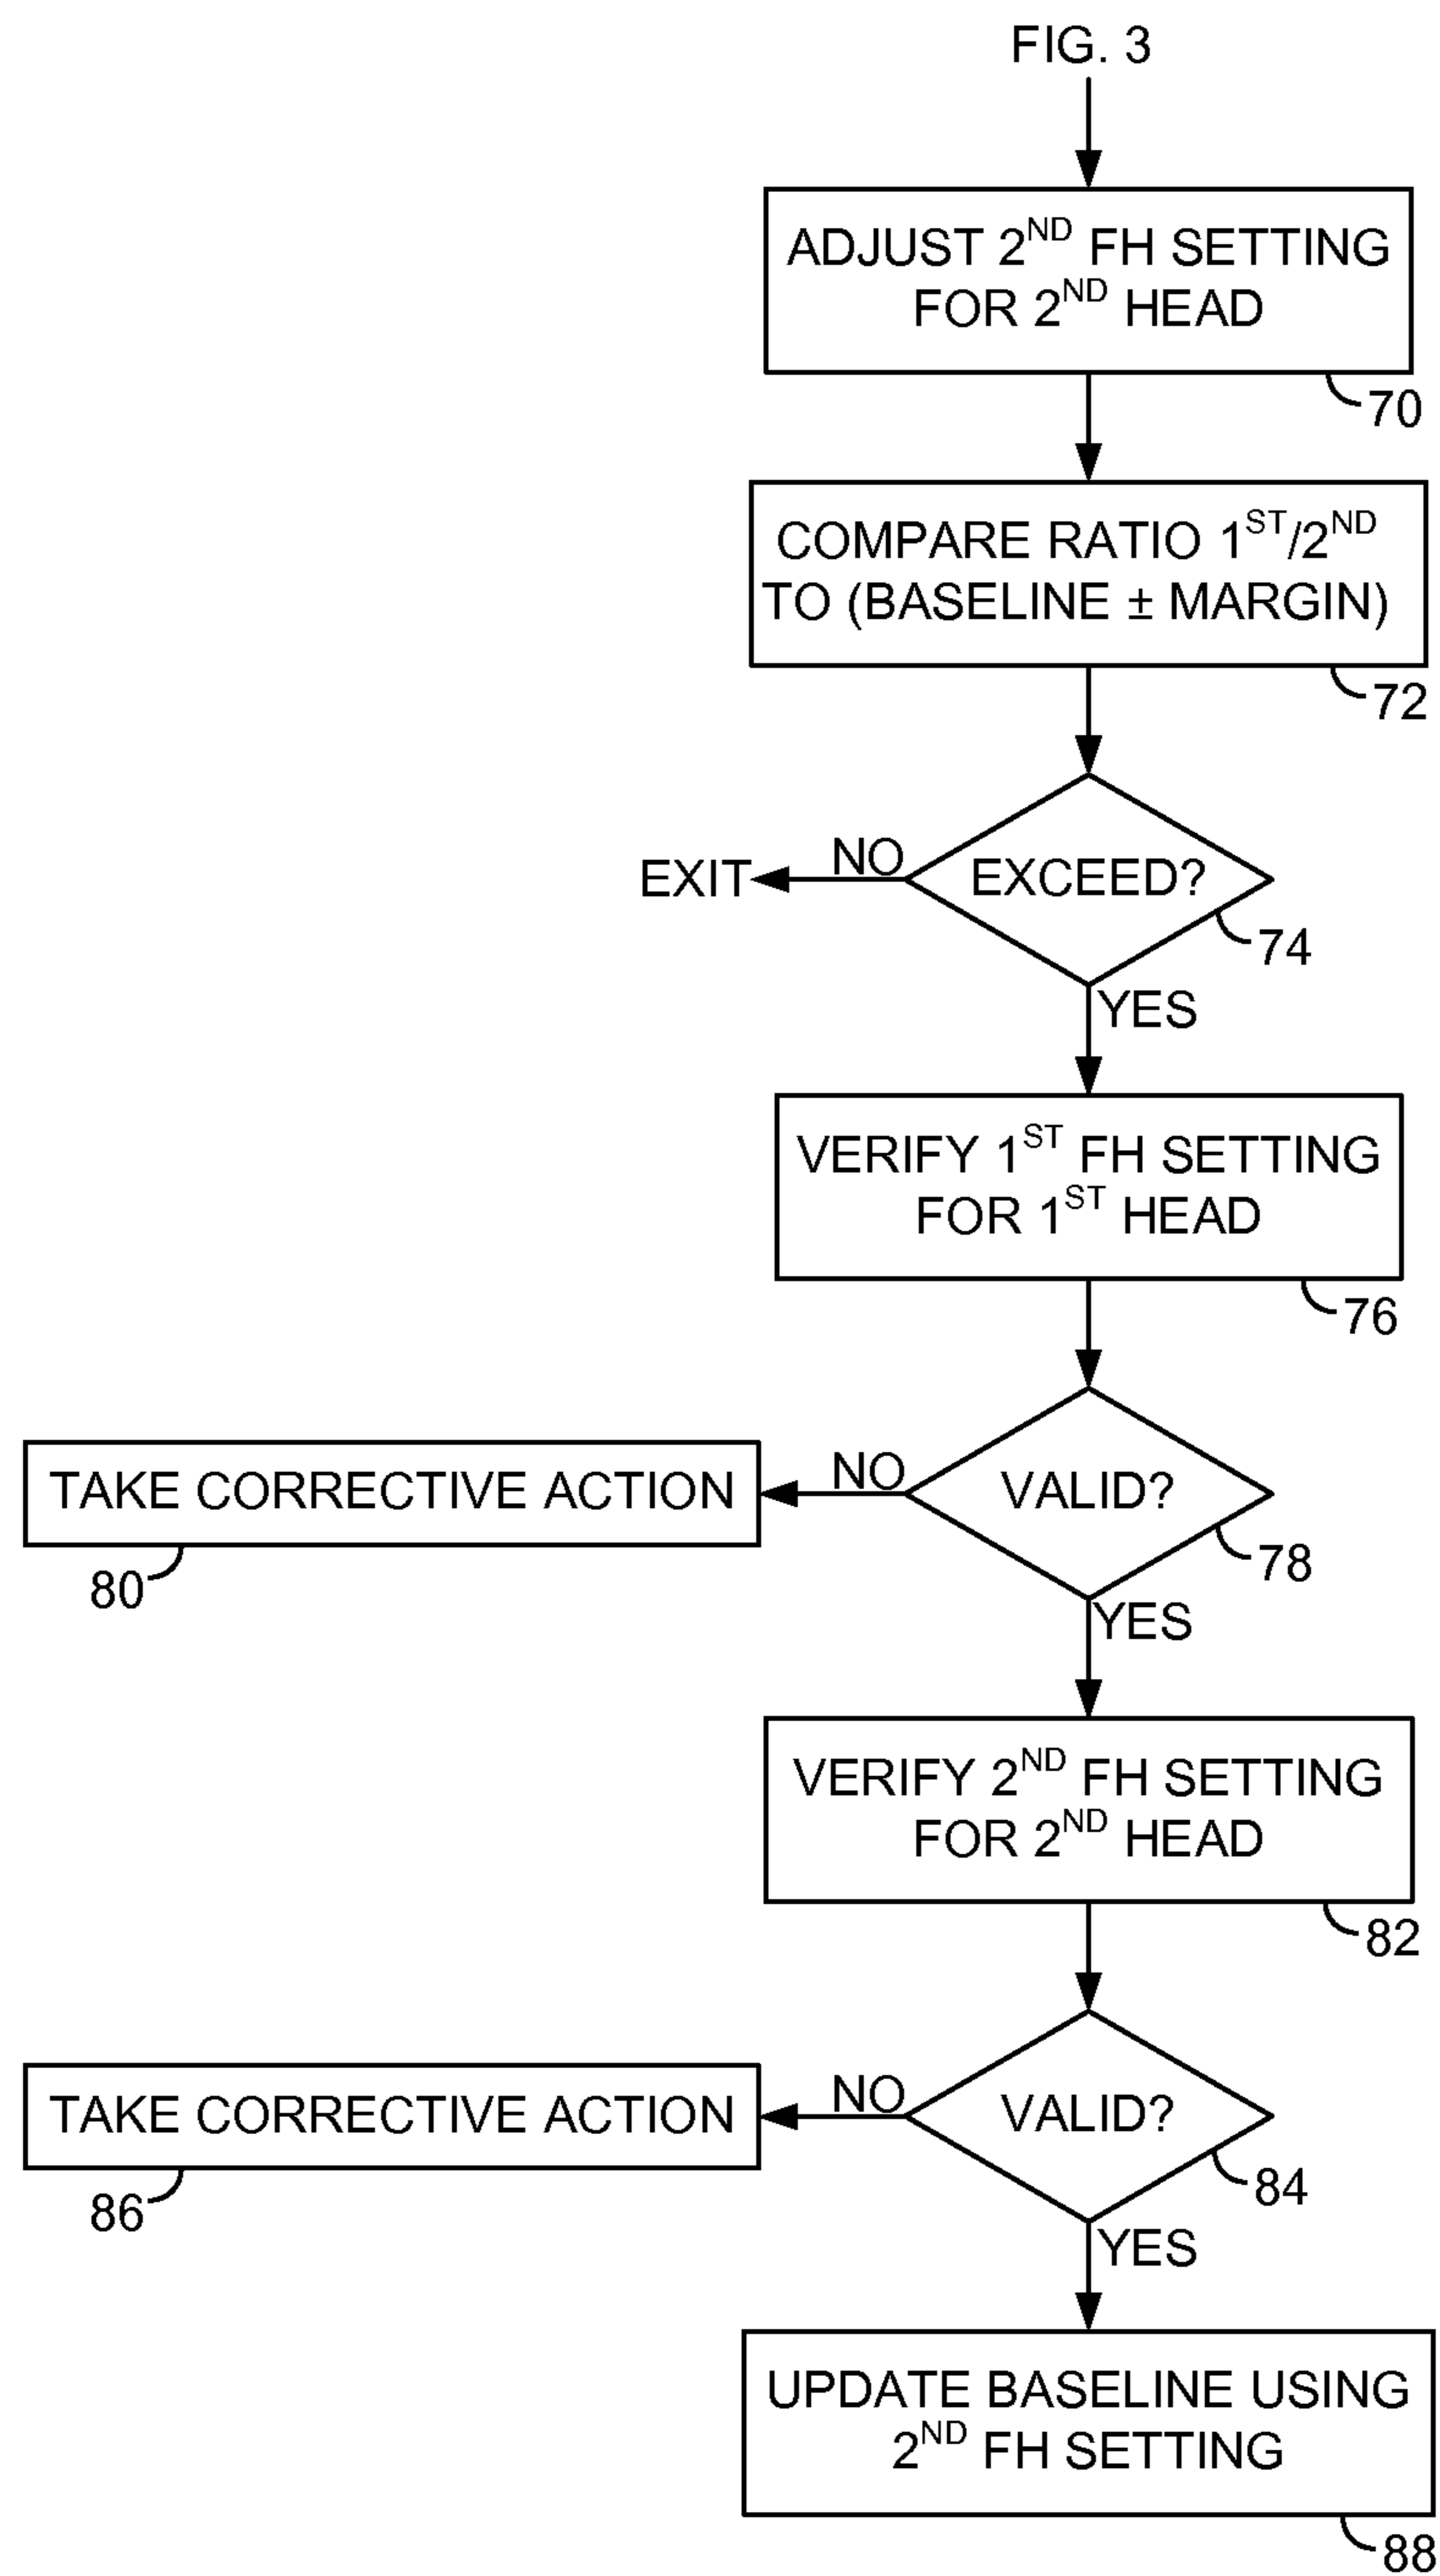 FIG. 3
ADJUST 2ND FH SETTING
FOR 2ND HEAD
70
COMPARE RATIO 1ST/2ND
TO (BASELINE ± MARGIN)
72
EXIT
NO
EXCEED?
74
YES
VERIFY 1ST FH SETTING
FOR 1ST HEAD
76
TAKE CORRECTIVE ACTION
NO
VALID?
80
78
YES
VERIFY 2ND FH SETTING
FOR 2ND HEAD
82
TAKE CORRECTIVE ACTION
NO
VALID?
86
84
YES
UPDATE BASELINE USING
2ND FH SETTING
88